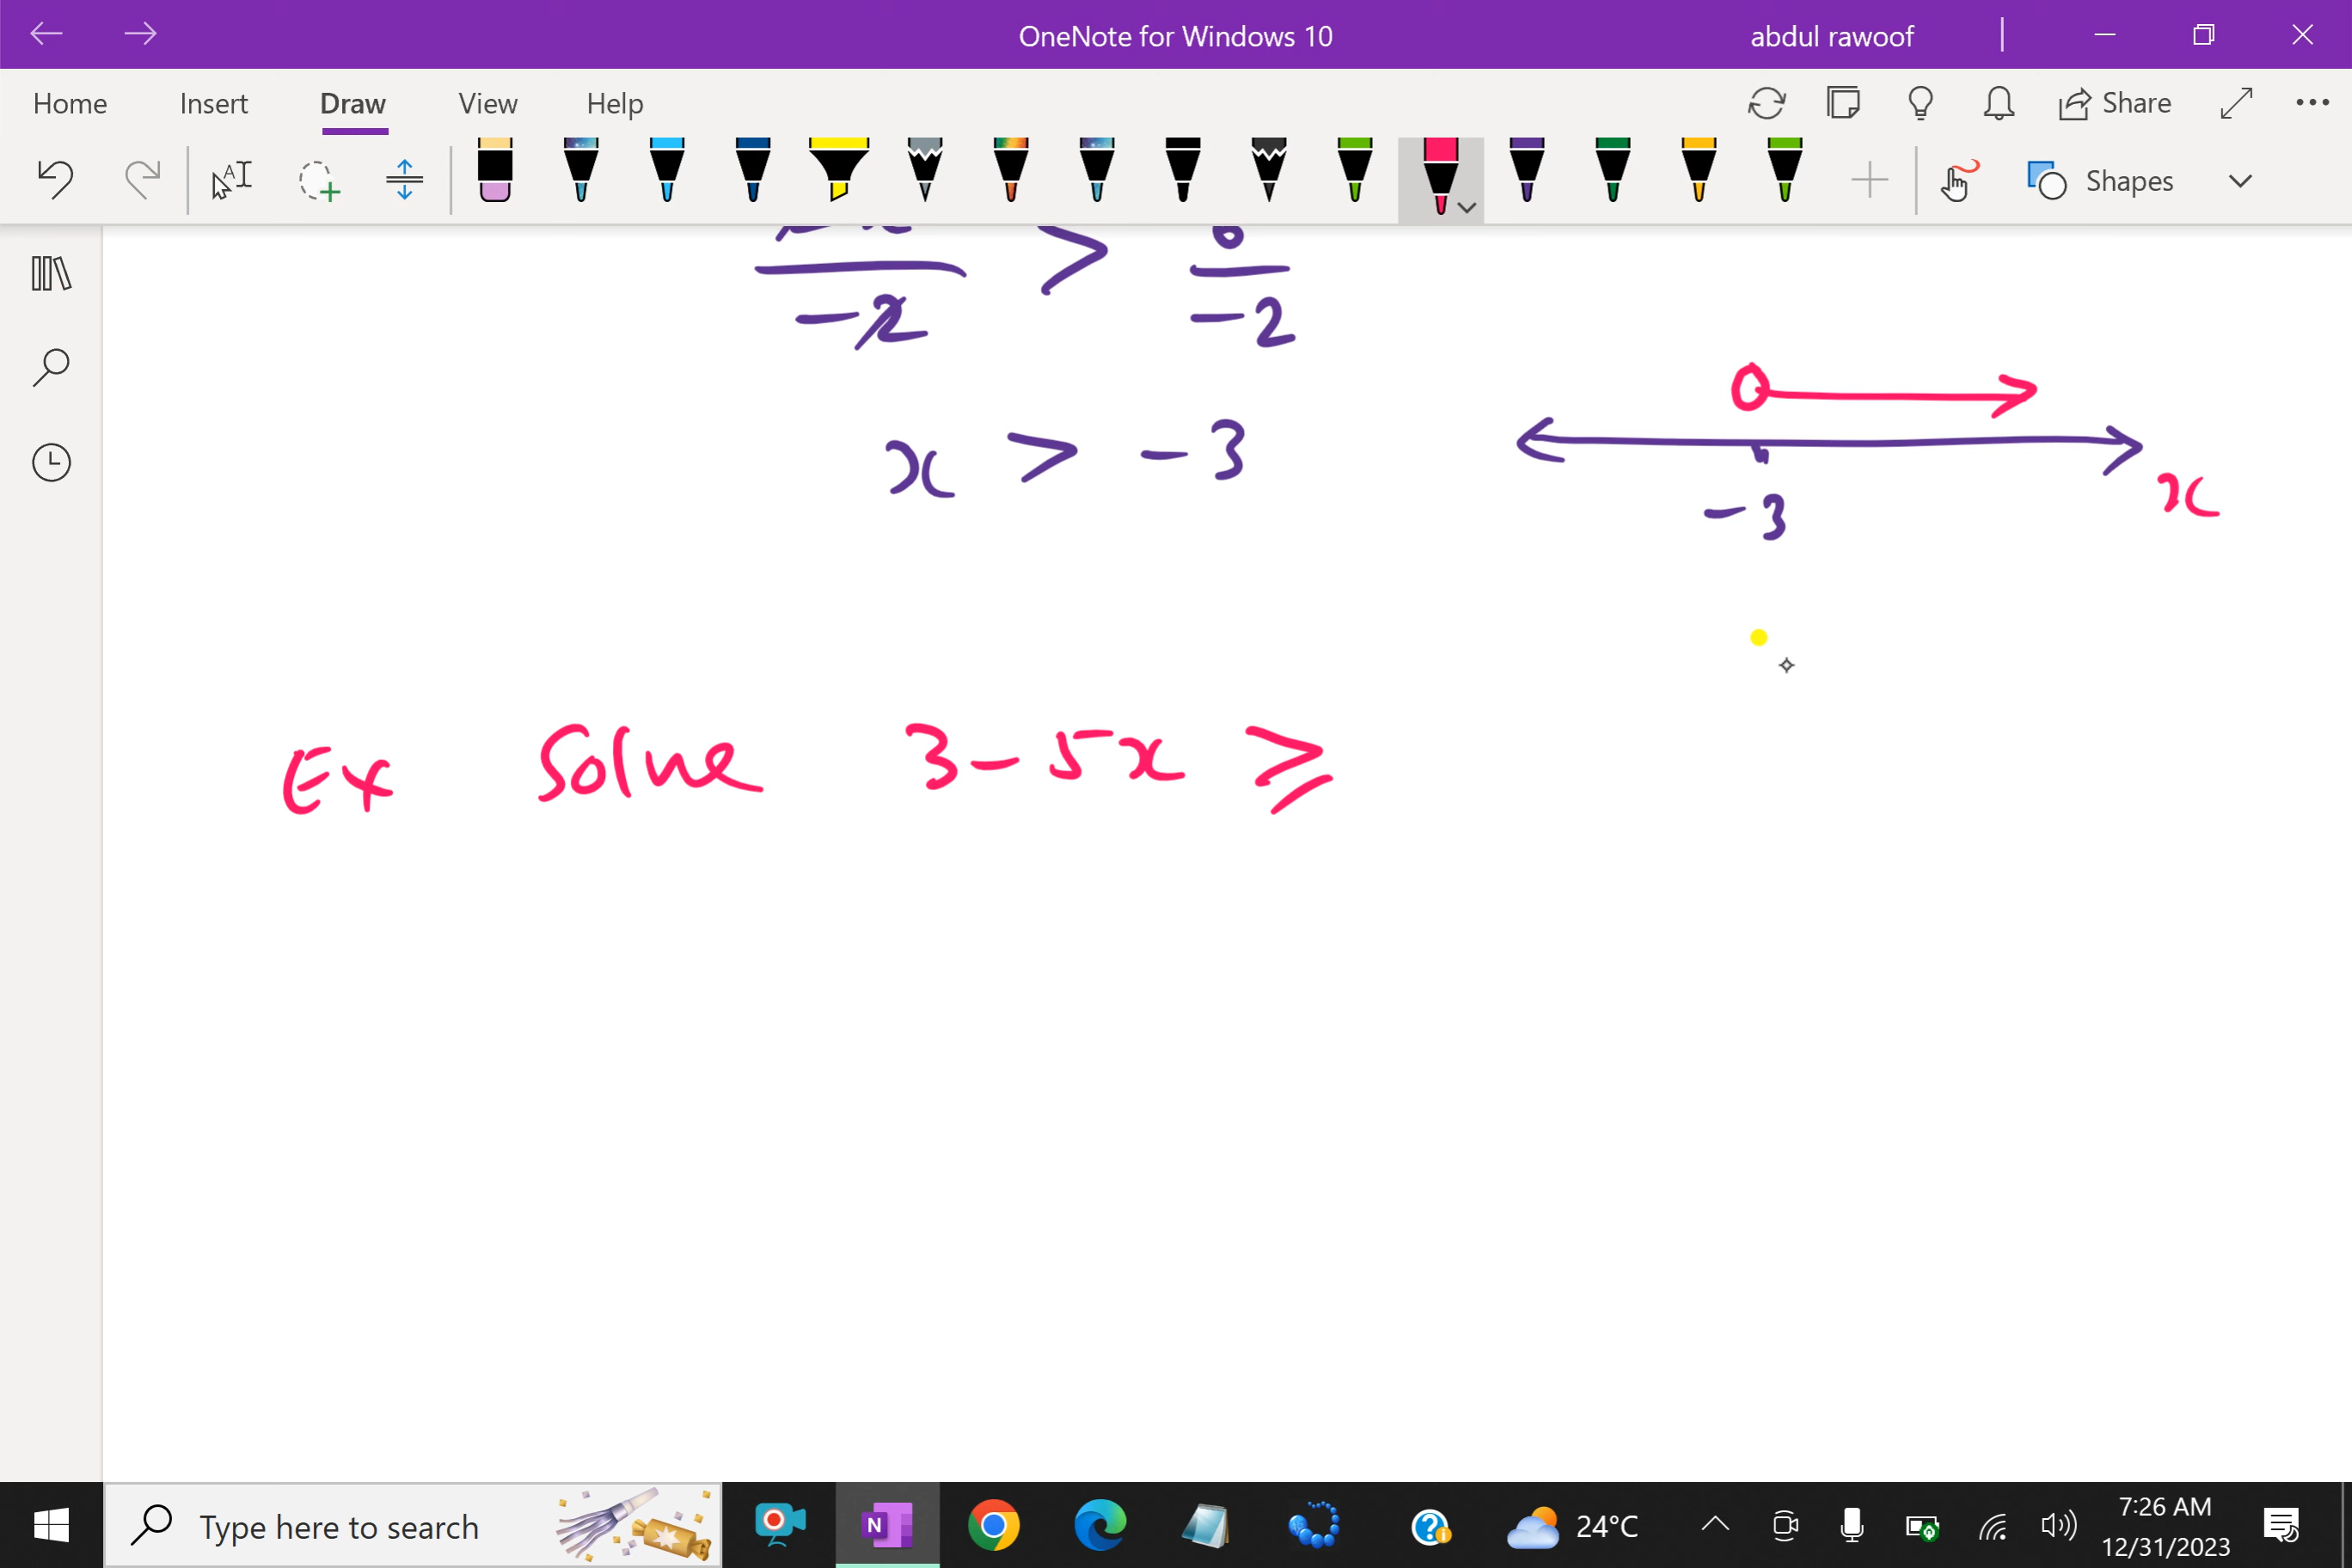 OneNote for Windows 10 abdul rawoof
Home Insert Draw View Help Share
Shapes
> 6
-2 -2
x > -3
-3
x
Ex Solve 3-5x ≥
Type here to search 24°C 7:26 AM
12/31/2023